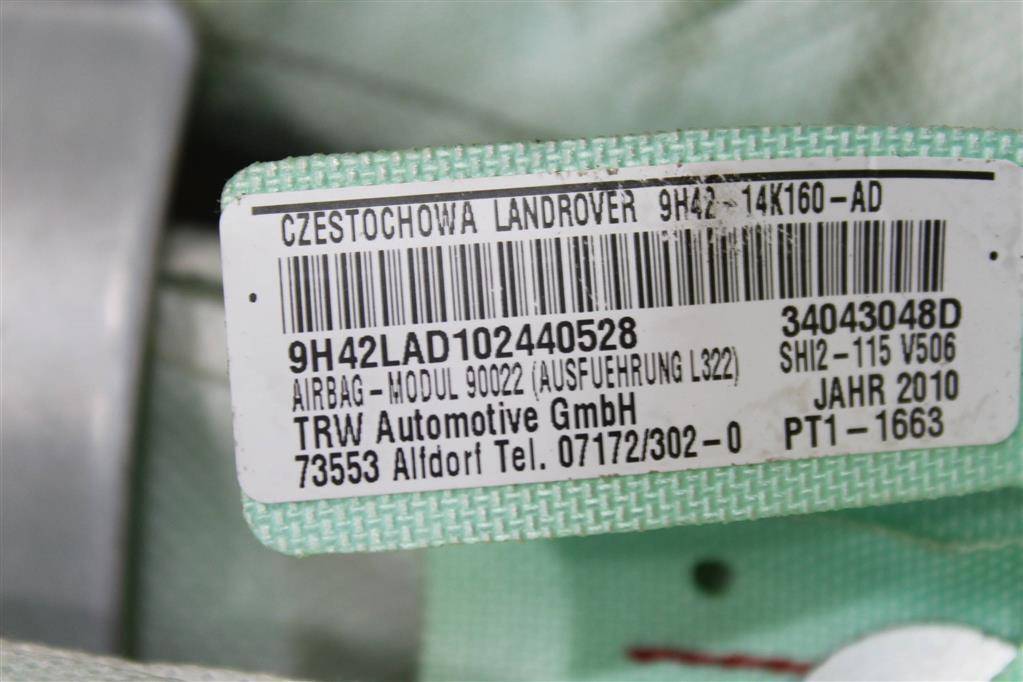 CZESTOCHOWA LANDROVER 9H42-14K160-AD
9H42LAD102440528 34043048D
AIRBAG-MODUL 90022 (AUSFUEHRUNG L322) SHI2-115 V506
TRW Automotive GmbH JAHR 2010
73553 Alfdorf Tel. 07172/302-0 PT1-1663